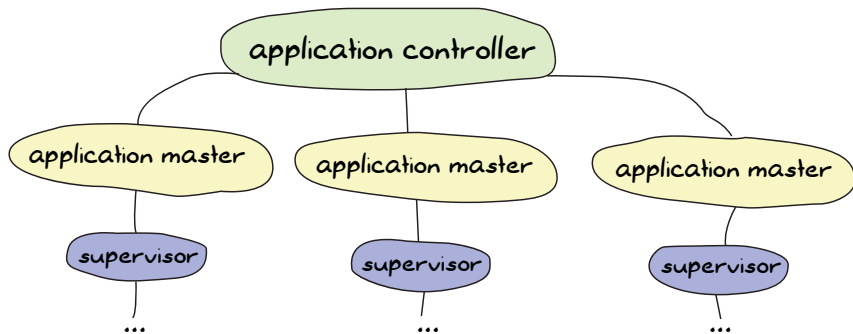 application controller
application master
application master
application master
supervisor
supervisor
supervisor
...
...
...